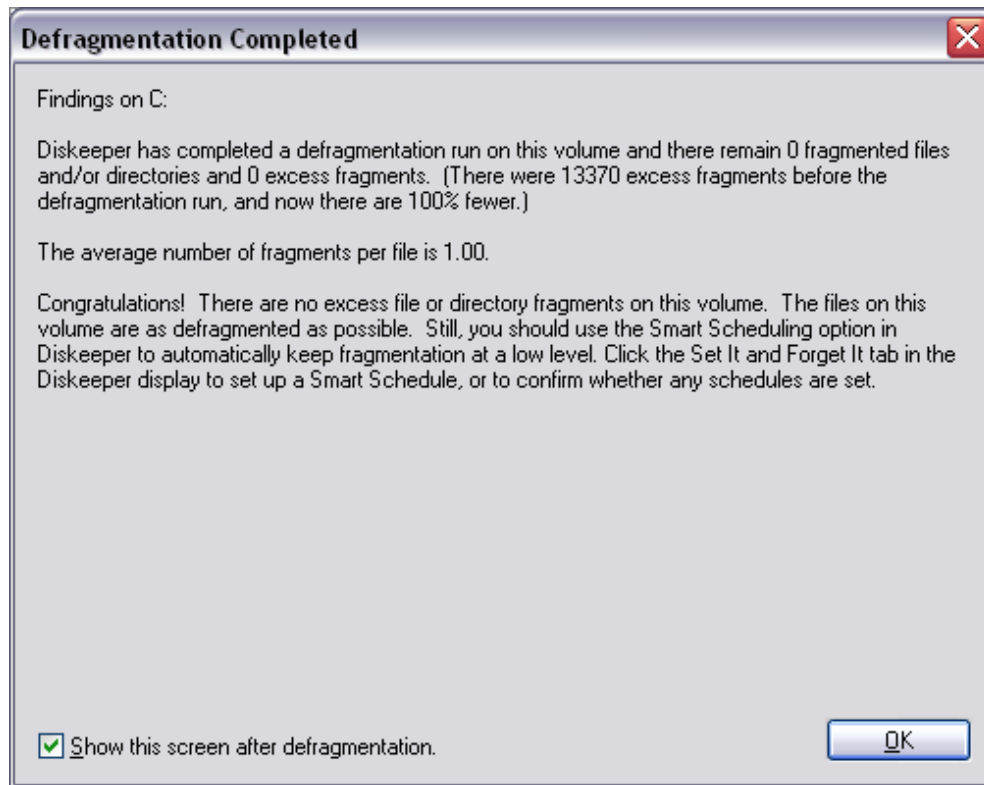 Defragmentation Completed
Findings on C:
Diskeeper has completed a defragmentation run on this volume and there remain 0 fragmented files
and/or directories and 0 excess fragments.  (There were 13370 excess fragments before the
defragmentation run, and now there are 100% fewer.)
The average number of fragments per file is 1.00.
Congratulations!  There are no excess file or directory fragments on this volume.  The files on this
volume are as defragmented as possible.  Still, you should use the Smart Scheduling option in
Diskeeper to automatically keep fragmentation at a low level. Click the Set It and Forget It tab in the
Diskeeper display to set up a Smart Schedule, or to confirm whether any schedules are set.
Show this screen after defragmentation.
OK